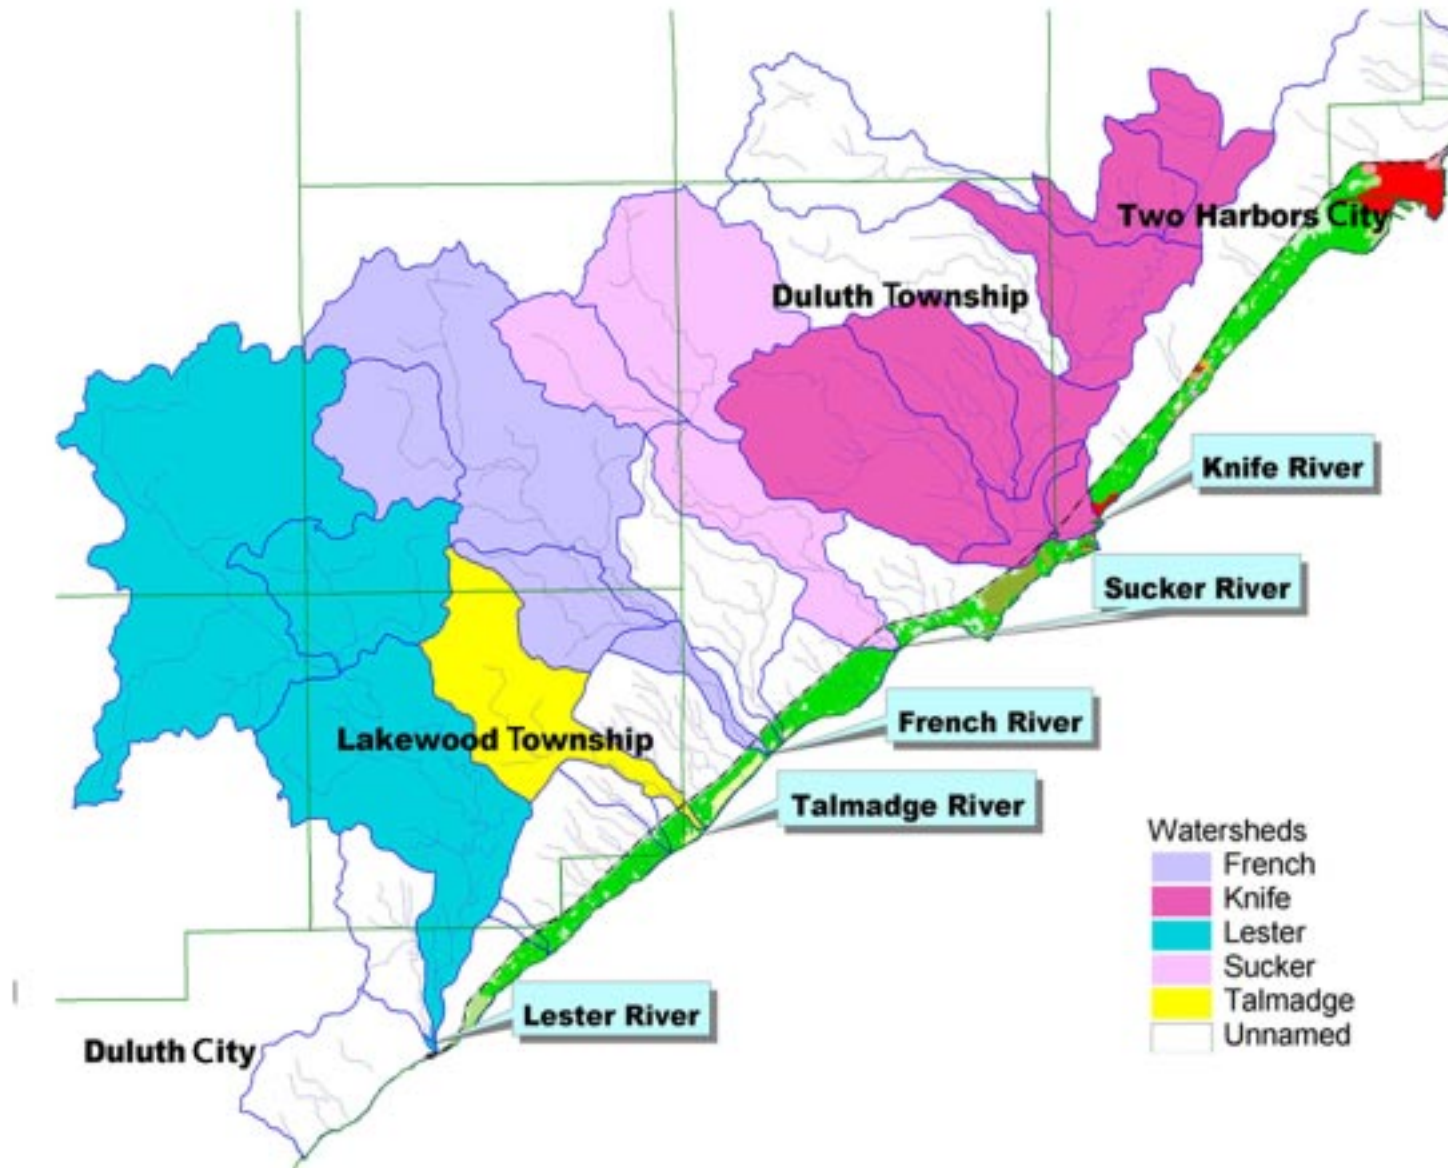 Two Harbors City
Duluth Township
Knife River
Sucker River
French River
Lakewood Township
Talmadge River
Watersheds
French
Knife
Lester
Sucker
Talmadge
Unnamed
Lester River
Duluth City